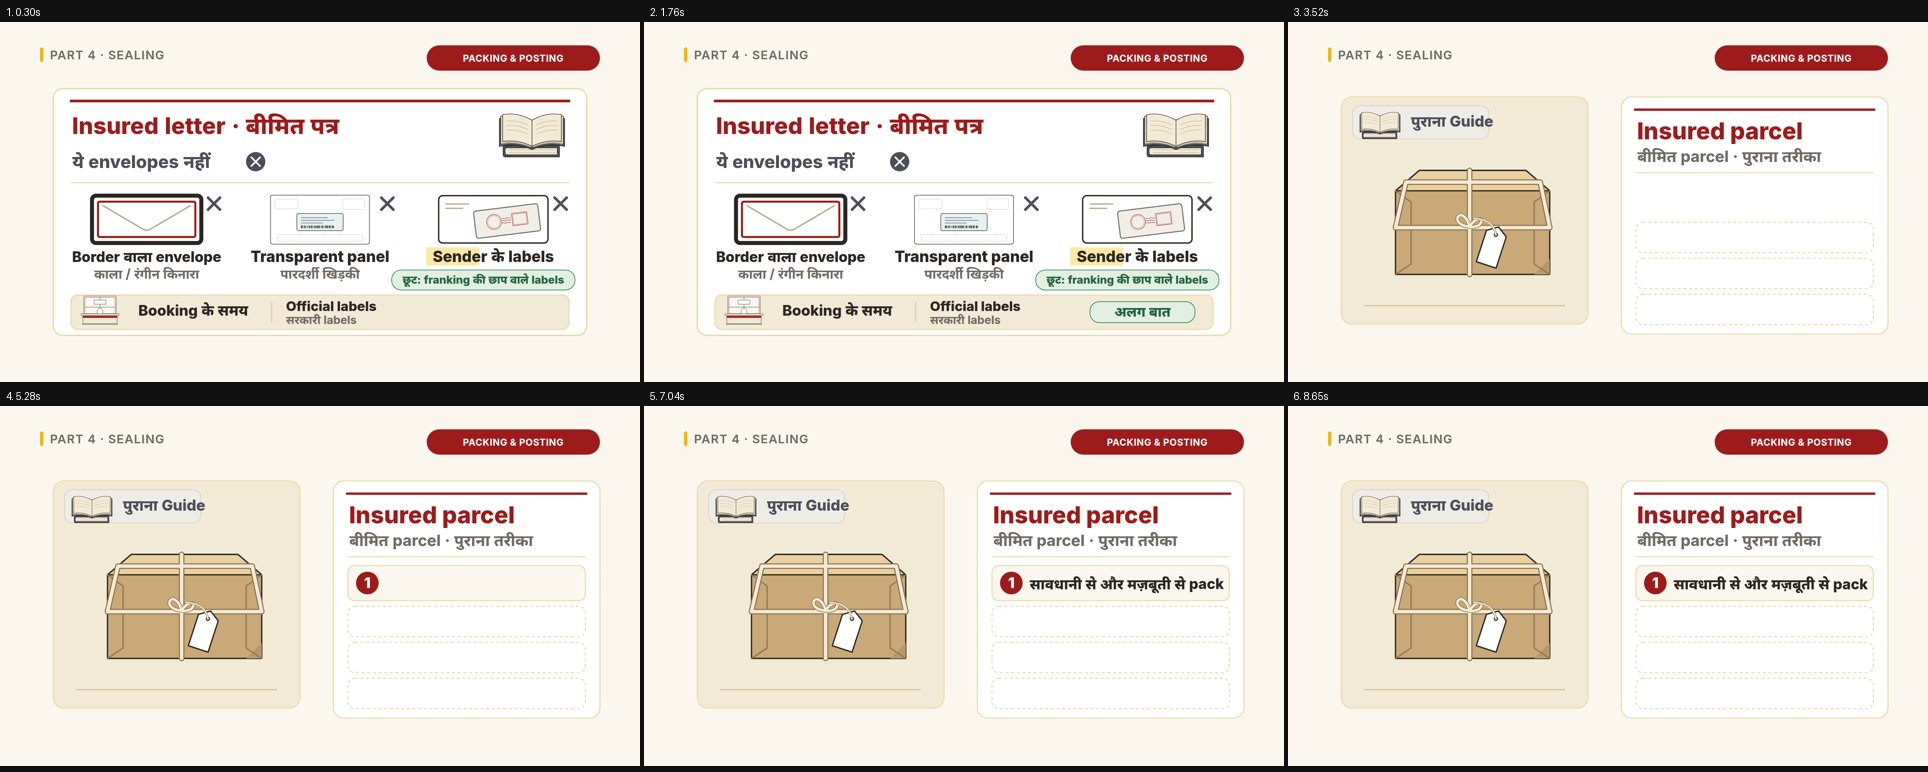 1. 0.30s
PART 4 · SEALING
PACKING & POSTING
Insured letter · बीमित पत्र
ये envelopes नहीं
Border वाला envelope
काला / रंगीन किनारा
Transparent panel
पारदर्शी खिड़की
Sender के labels
छूट: franking की छाप वाले labels
Booking के समय
Official labels
सरकारी labels
2. 1.76s
PART 4 · SEALING
PACKING & POSTING
Insured letter · बीमित पत्र
ये envelopes नहीं
Border वाला envelope
काला / रंगीन किनारा
Transparent panel
पारदर्शी खिड़की
Sender के labels
छूट: franking की छाप वाले labels
Booking के समय
Official labels
सरकारी labels
अलग बात
3. 3.52s
PART 4 · SEALING
PACKING & POSTING
पुराना Guide
Insured parcel
बीमित parcel · पुराना तरीका
4. 5.28s
PART 4 · SEALING
PACKING & POSTING
पुराना Guide
Insured parcel
बीमित parcel · पुराना तरीका
1
5. 7.04s
PART 4 · SEALING
PACKING & POSTING
पुराना Guide
Insured parcel
बीमित parcel · पुराना तरीका
1 सावधानी से और मज़बूती से pack
6. 8.65s
PART 4 · SEALING
PACKING & POSTING
पुराना Guide
Insured parcel
बीमित parcel · पुराना तरीका
1 सावधानी से और मज़बूती से pack